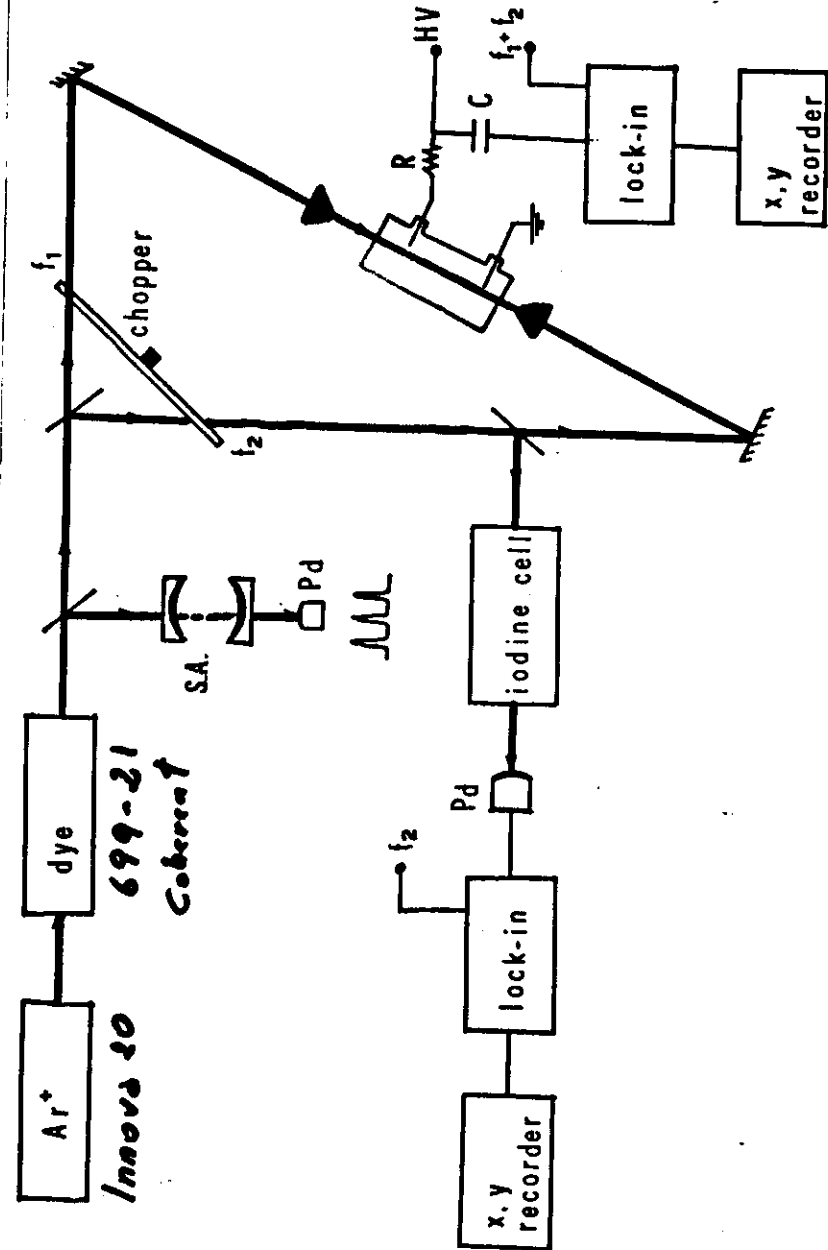 Ar+
Innova 20
dye
699-21
Coherent
S.A.
Pd
f₁
chopper
f₂
R
HV
C
f₁+f₂
lock-in
x,y
recorder
iodine cell
Pd
f₂
lock-in
x,y
recorder